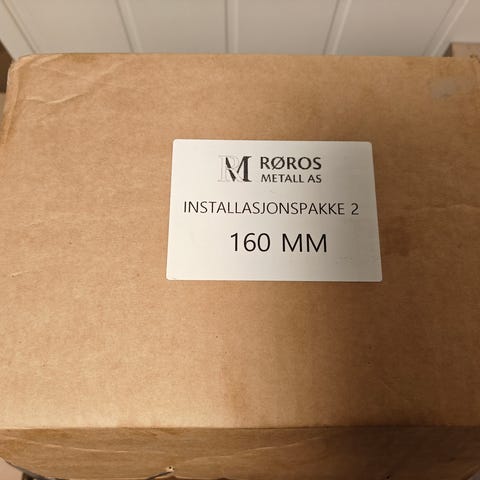 RM RØROS
METALL AS
INSTALLASJONSPAKKE 2
160 MM